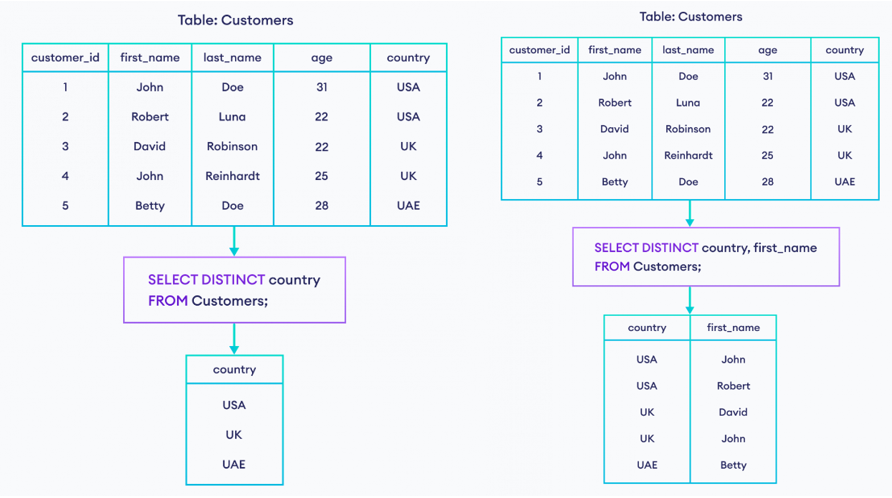 Table: Customers
customer_id first_name last_name age country
1 John Doe 31 USA
2 Robert Luna 22 USA
3 David Robinson 22 UK
4 John Reinhardt 25 UK
5 Betty Doe 28 UAE
SELECT DISTINCT country
FROM Customers;
country
USA
UK
UAE
Table: Customers
customer_id first_name last_name age country
1 John Doe 31 USA
2 Robert Luna 22 USA
3 David Robinson 22 UK
4 John Reinhardt 25 UK
5 Betty Doe 28 UAE
SELECT DISTINCT country, first_name
FROM Customers;
country first_name
USA John
USA Robert
UK David
UK John
UAE Betty